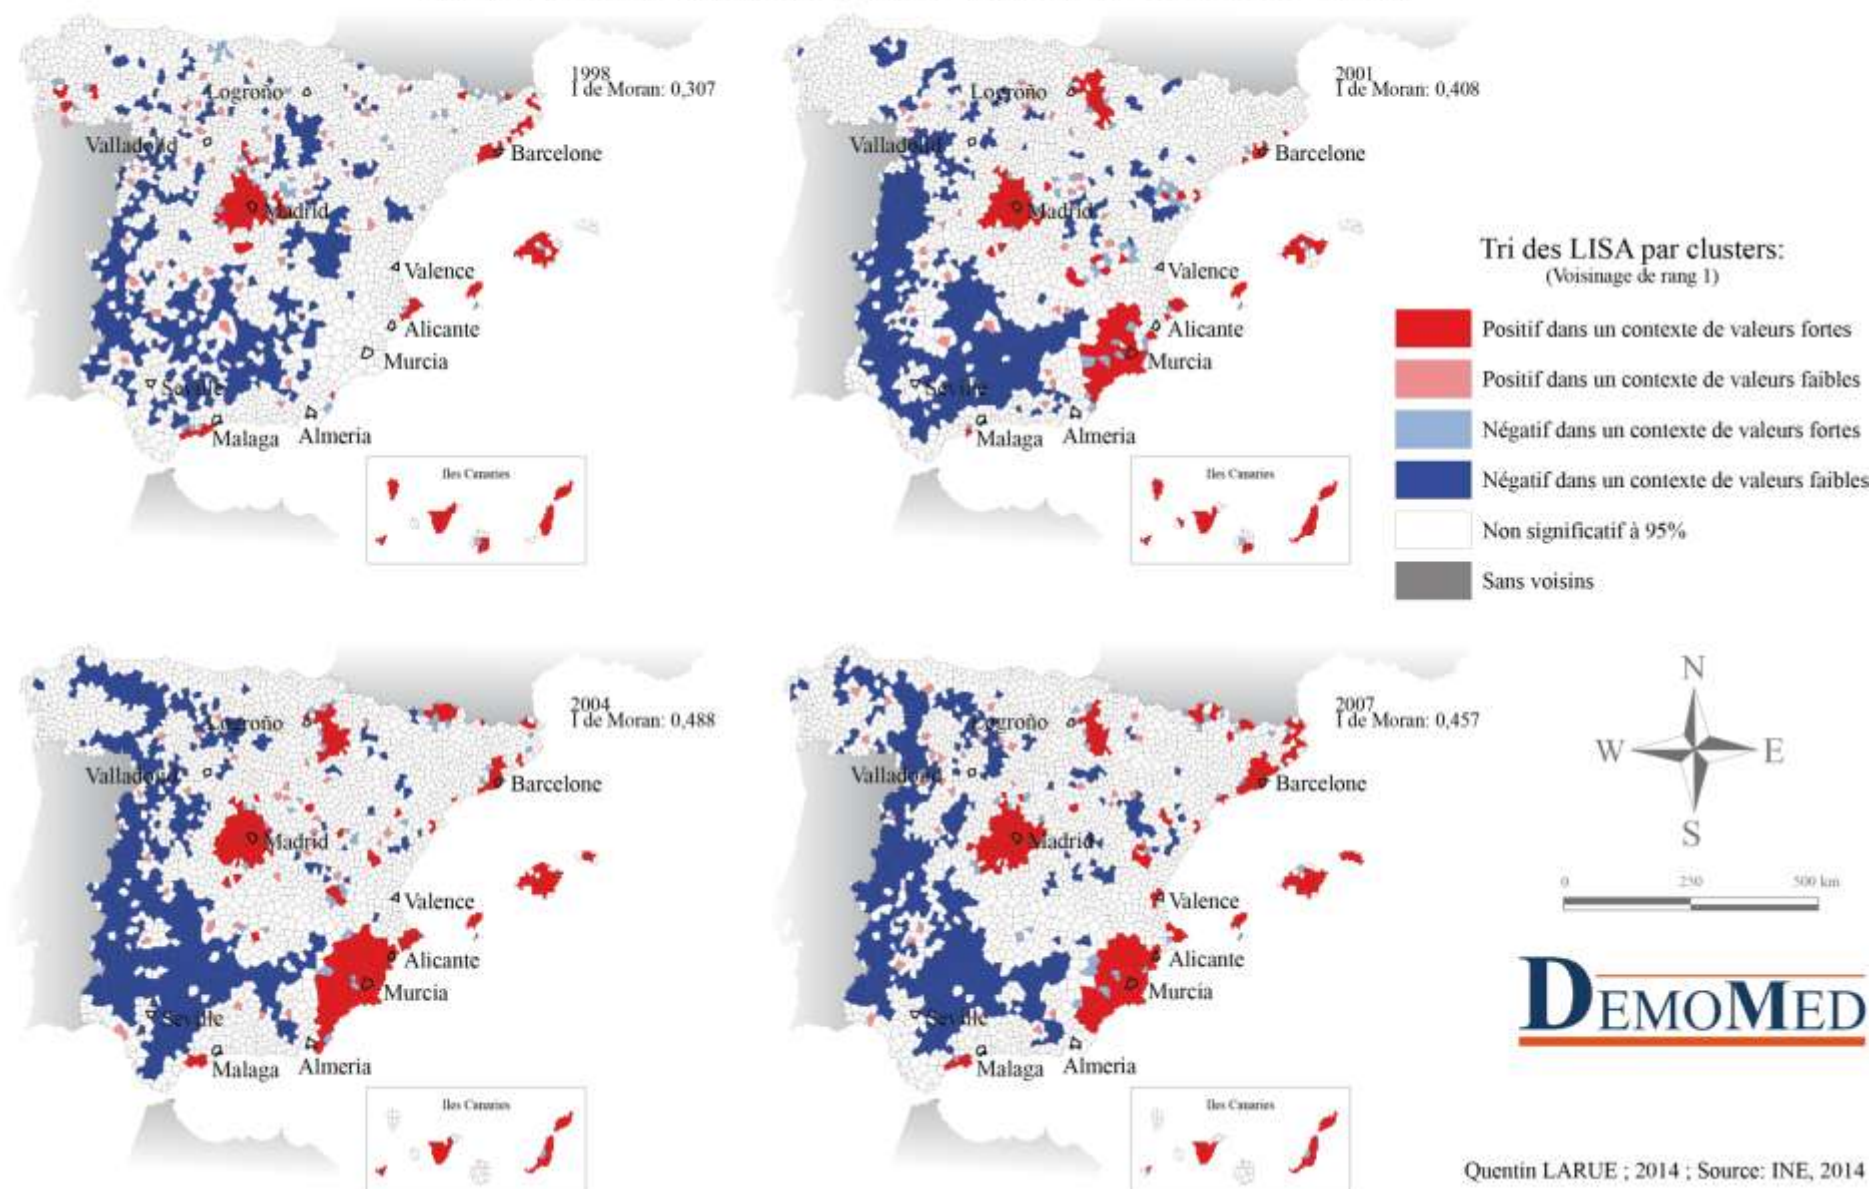 1998
I de Moran: 0,307
Logroño
Valladolid
Barcelone
Madrid
Valence
Alicante
Murcia
Seville
Malaga
Almeria
Iles Canaries
2001
I de Moran: 0,408
Logroño
Valladolid
Barcelone
Madrid
Valence
Alicante
Murcia
Seville
Malaga
Almeria
Iles Canaries
Tri des LISA par clusters:
(Voisinage de rang 1)
Positif dans un contexte de valeurs fortes
Positif dans un contexte de valeurs faibles
Négatif dans un contexte de valeurs fortes
Négatif dans un contexte de valeurs faibles
Non significatif à 95%
Sans voisins
2004
I de Moran: 0,488
Logroño
Valladolid
Barcelone
Madrid
Valence
Alicante
Murcia
Seville
Malaga
Almeria
Iles Canaries
2007
I de Moran: 0,457
Logroño
Valladolid
Barcelone
Madrid
Valence
Alicante
Murcia
Seville
Malaga
Almeria
Iles Canaries
N
W E
S
0 250 500 km
DEMOMED
Quentin LARUE ; 2014 ; Source: INE, 2014